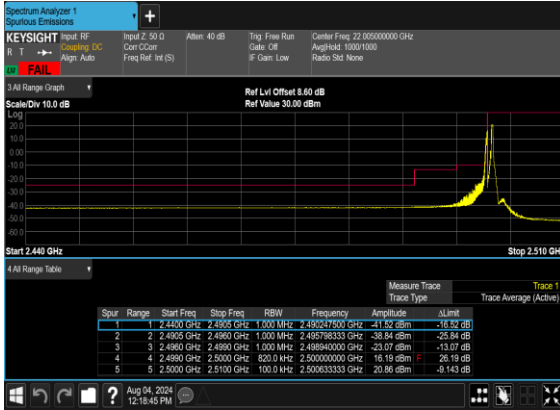 Spectrum Analyzer 1
Spurious Emissions
+
KEYSIGHT
R T
LNI
FAIL
Input: RF
Coupling: DC
Align: Auto
Input Z: 50 Ω
Corr CCorr
Freq Ref: Int (S)
Atten: 40 dB
Trig: Free Run
Gate: Off
IF Gain: Low
Center Freq: 22.005000000 GHz
Avg|Hold: 1000/1000
Radio Std: None
3 All Range Graph
Scale/Div 10.0 dB
Ref Lvl Offset 8.60 dB
Ref Value 30.00 dBm
Log
20.0
10.0
0.00
-10.0
-20.0
-30.0
-40.0
-50.0
-60.0
Start 2.440 GHz
Stop 2.510 GH
4 All Range Table
Measure Trace Trace 1
Trace Type Trace Average (Active)
Spur Range Start Freq Stop Freq RBW Frequency Amplitude ΔLimit
1 1 2.4400 GHz 2.4905 GHz 1.000 MHz 2.490247500 GHz -41.52 dBm -16.52 dB
2 2 2.4905 GHz 2.4960 GHz 1.000 MHz 2.495798333 GHz -38.84 dBm -25.84 dB
3 3 2.4960 GHz 2.4990 GHz 1.000 MHz 2.498940000 GHz -23.07 dBm -13.07 dB
4 4 2.4990 GHz 2.5000 GHz 820.0 kHz 2.500000000 GHz 16.19 dBm F 26.19 dB
5 5 2.5000 GHz 2.5100 GHz 100.0 kHz 2.500633333 GHz 20.86 dBm -9.143 dB
?
Aug 04, 2024
12:18:45 PM